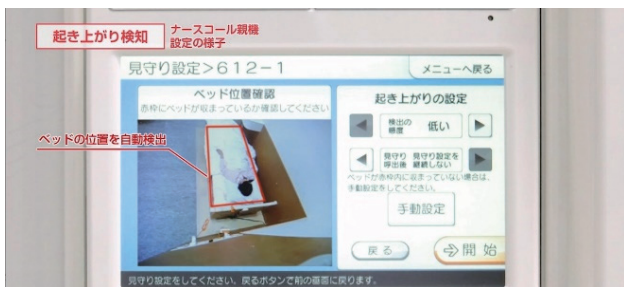 起き上がり検知
ナースコール親機
設定の様子
見守り設定>612-1
メニューへ戻る
ベッド位置確認
赤枠にベッドが収まっているか確認してください
ベッドの位置を自動検出
起き上がりの設定
検出の
感度
低い
見守り
呼出後
見守り設定を
継続しない
ベッドが赤枠内に収まっていない場合は、
手動設定をしてください。
手動設定
戻る
開始
見守り設定をしてください。戻るボタンで前の画面に戻ります。